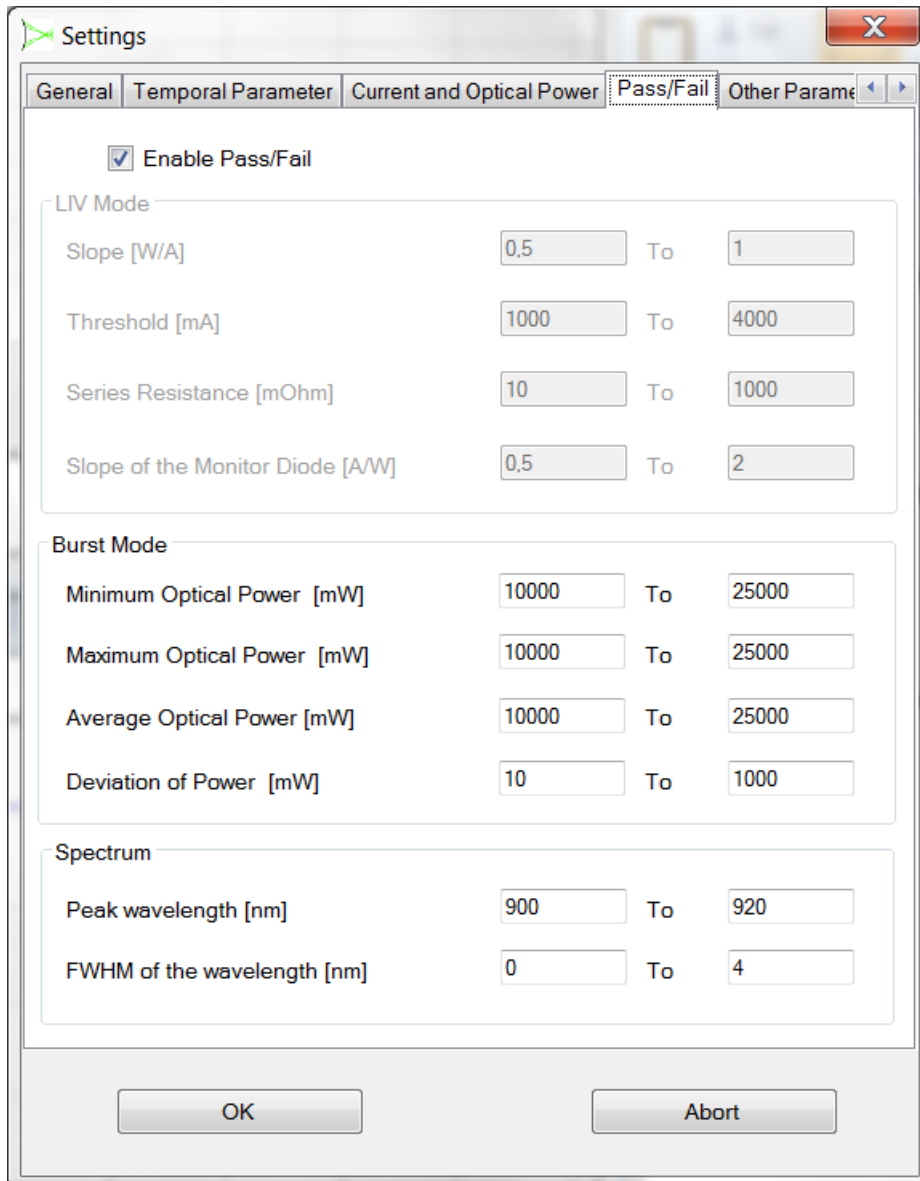 Settings
General Temporal Parameter Current and Optical Power Pass/Fail Other Parame
Enable Pass/Fail
LIV Mode
Slope [W/A] 0,5 To 1
Threshold [mA] 1000 To 4000
Series Resistance [mOhm] 10 To 1000
Slope of the Monitor Diode [A/W] 0,5 To 2
Burst Mode
Minimum Optical Power [mW] 10000 To 25000
Maximum Optical Power [mW] 10000 To 25000
Average Optical Power [mW] 10000 To 25000
Deviation of Power [mW] 10 To 1000
Spectrum
Peak wavelength [nm] 900 To 920
FWHM of the wavelength [nm] 0 To 4
OK Abort